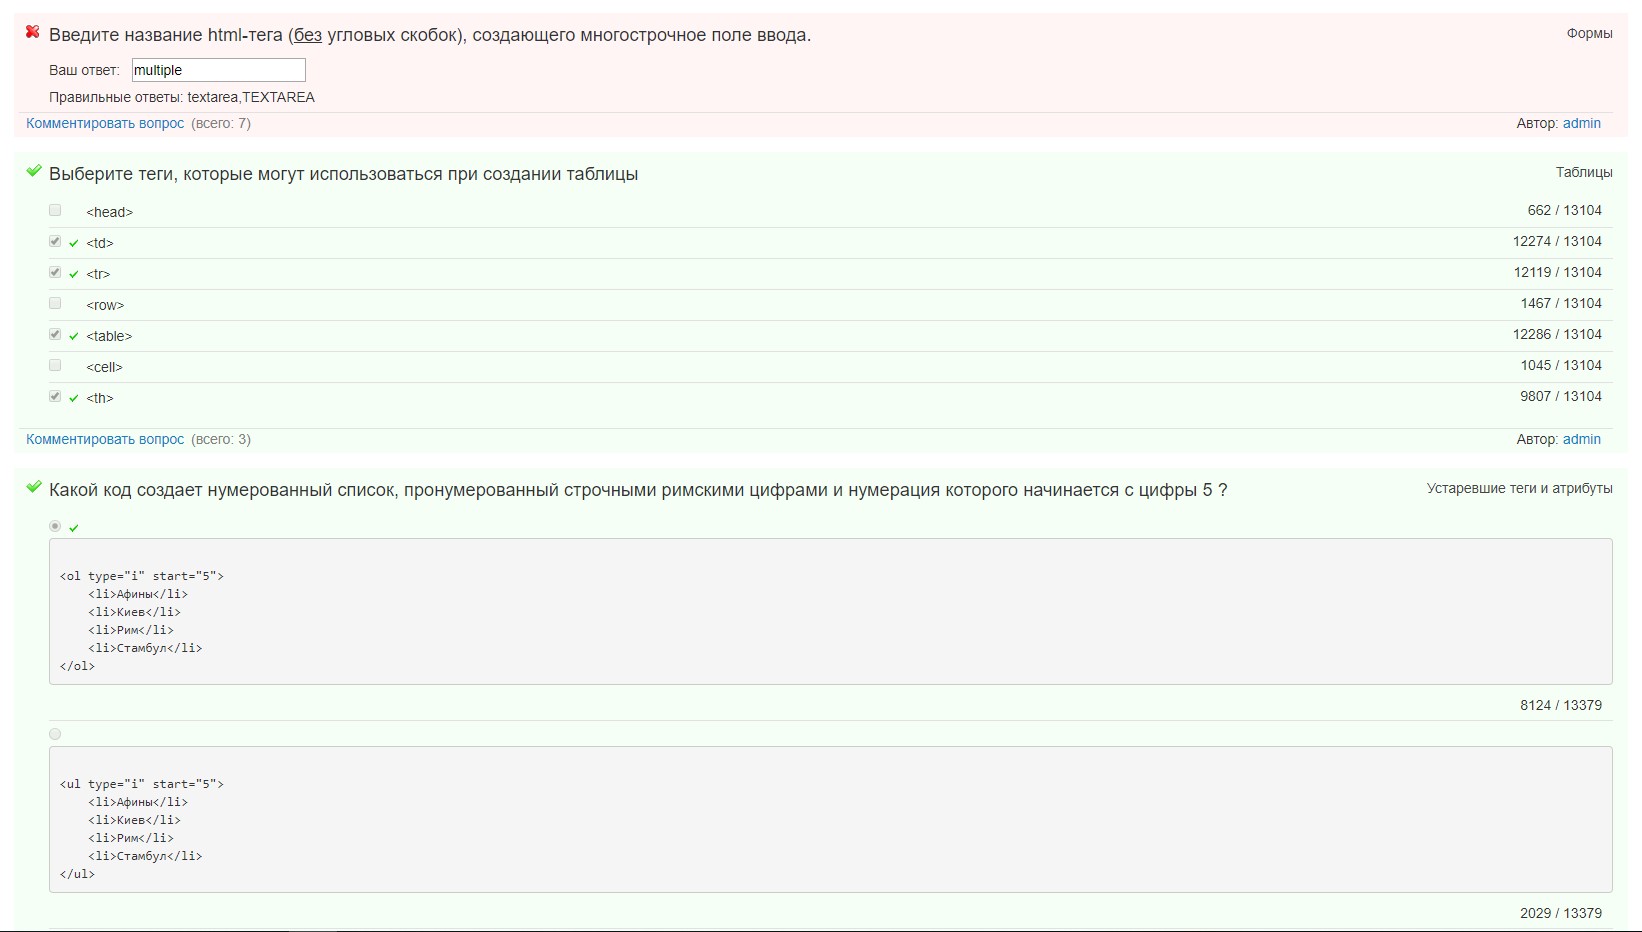 Введите название html-тега (без угловых скобок), создающего многострочное поле ввода.
Формы
Ваш ответ: multiple
Правильные ответы: textarea,TEXTAREA
Комментировать вопрос (всего: 7)
Автор: admin
Выберите теги, которые могут использоваться при создании таблицы
Таблицы
<head>
662 / 13104
<td>
12274 / 13104
<tr>
12119 / 13104
<row>
1467 / 13104
<table>
12286 / 13104
<cell>
1045 / 13104
<th>
9807 / 13104
Комментировать вопрос (всего: 3)
Автор: admin
Какой код создает нумерованный список, пронумерованный строчными римскими цифрами и нумерация которого начинается с цифры 5 ?
Устаревшие теги и атрибуты
<ol type="i" start="5">
<li>Афины</li>
<li>Киев</li>
<li>Рим</li>
<li>Стамбул</li>
</ol>
8124 / 13379
<ul type="i" start="5">
<li>Афины</li>
<li>Киев</li>
<li>Рим</li>
<li>Стамбул</li>
</ul>
2029 / 13379